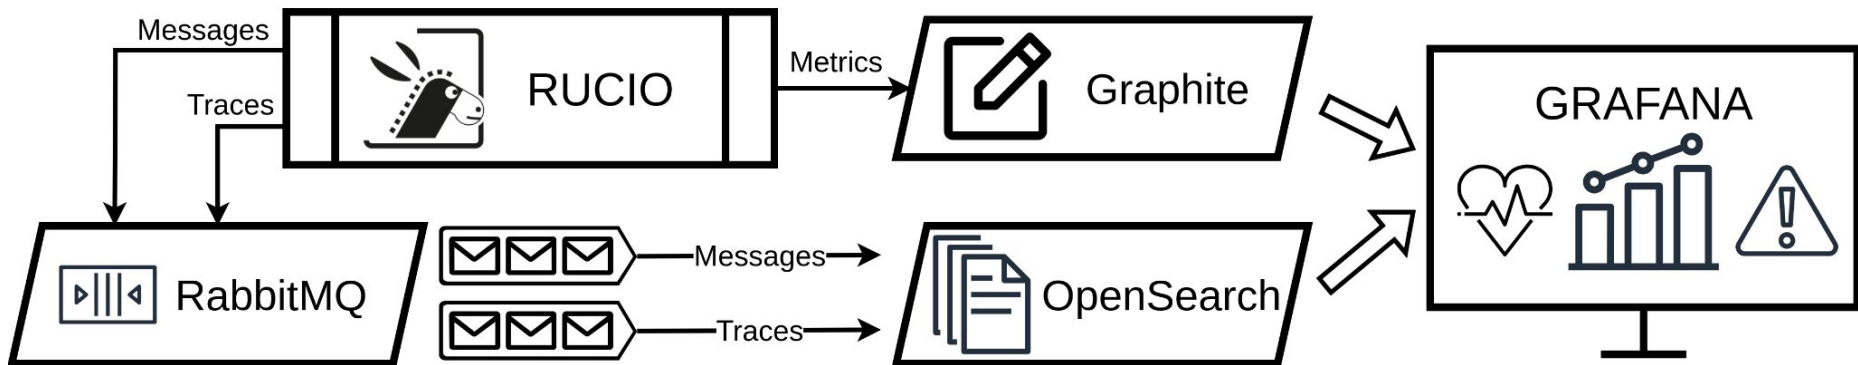 Messages
Traces
RUCIO
Metrics
Graphite
GRAFANA
RabbitMQ
Messages
Traces
OpenSearch